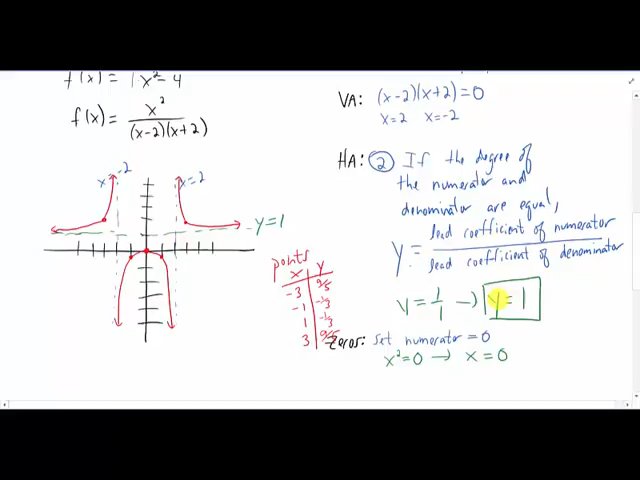 f(x) = 1x²-4
f(x) = x² / (x-2)(x+2)
x=-2
x=2
y=1
points
x | y
-3 | 9/5
-1 | -1/3
1 | -1/3
3 | 9/5
VA: (x-2)(x+2)=0
x=2 x=-2
HA: 2 If the degree of
the numerator and
denominator are equal,
y= lead coefficient of numerator
lead coefficient of denominator
y= 1/1 → y=1
Zeros: set numerator =0
x²=0 → x=0